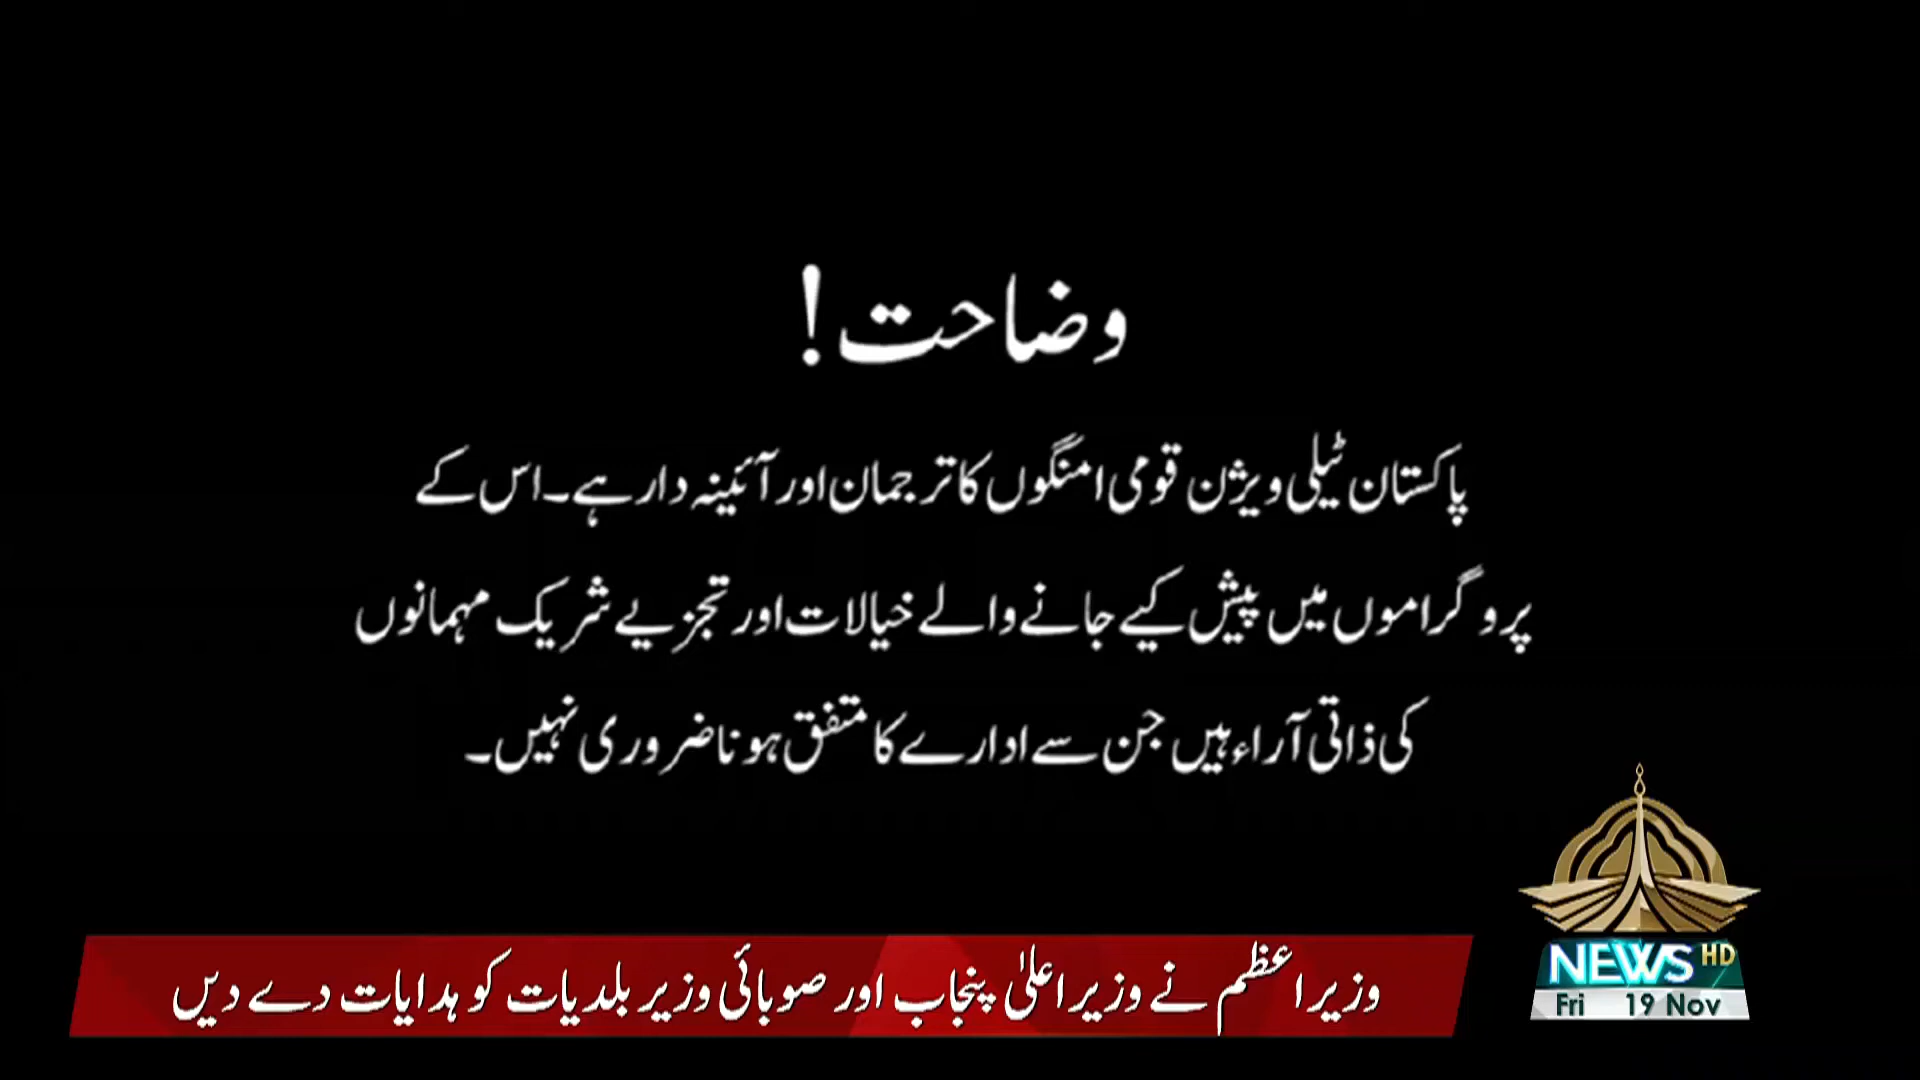 وضاحت!
پاکستان ٹیلی ویژن قومی امنگوں کا ترجمان اور آئینہ دار ہے۔ اس کے
پروگراموں میں پیش کیے جانے والے خیالات اور تجزیے شریک مہمانوں
کی ذاتی آراء ہیں جن سے ادارے کا متفق ہونا ضروری نہیں۔
NEWS HD
Fri 19 Nov
وزیراعظم نے وزیراعلیٰ پنجاب اور صوبائی وزیر بلدیات کو ہدایات دے دیں